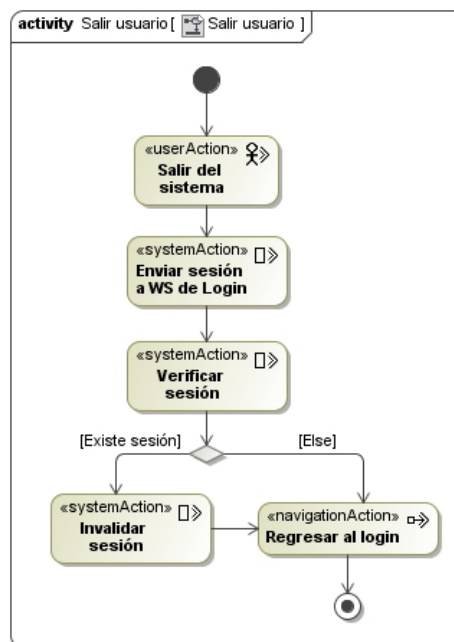 activity Salir usuario [ Salir usuario ]
«userAction»
Salir del
sistema
«systemAction»
Enviar sesión
a WS de Login
«systemAction»
Verificar
sesión
[Existe sesión]
[Else]
«systemAction»
Invalidar
sesión
«navigationAction»
Regresar al login